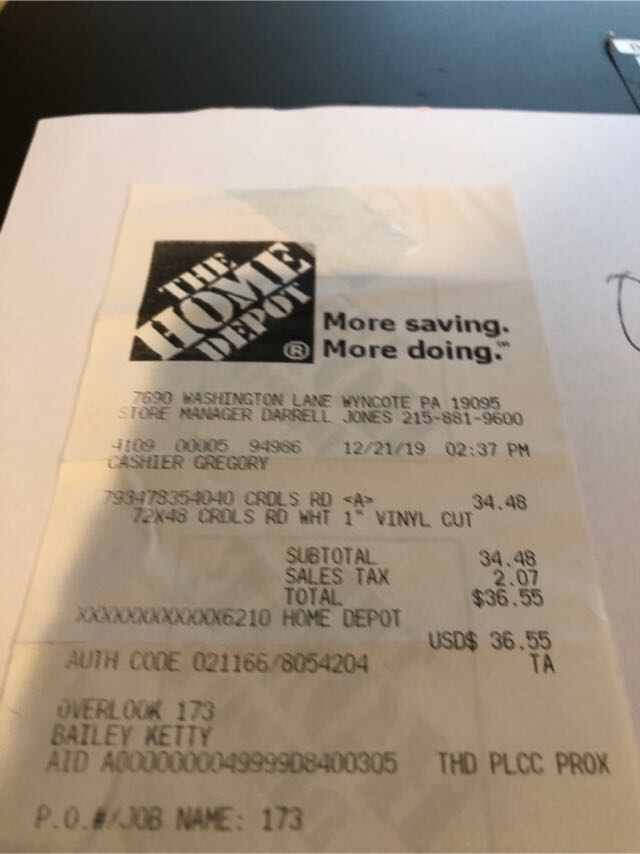 THE
HOME
DEPOT
®
More saving.
More doing.℠
7690 WASHINGTON LANE WYNCOTE PA 19095
STORE MANAGER DARRELL JONES 215-881-9600
4109 00005 94986 12/21/19 02:37 PM
CASHIER GREGORY
793478354040 CRDLS RD <A> 34.48
72X48 CRDLS RD WHT 1" VINYL CUT
SUBTOTAL 34.48
SALES TAX 2.07
TOTAL $36.55
XXXXXXXXXXXX6210 HOME DEPOT
USD$ 36.55
AUTH CODE 021166/8054204 TA
OVERLOOK 173
BAILEY KETTY
AID A0000000049999D8400305 THD PLCC PROX
P.O.#/JOB NAME: 173